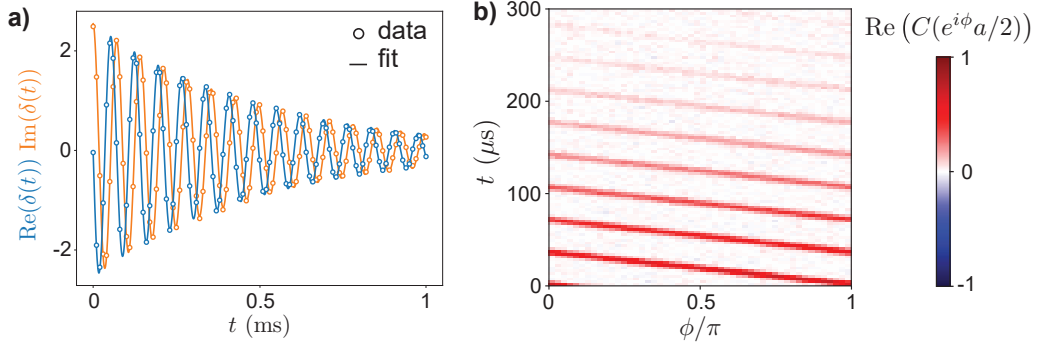 a)
Re(δ(t)) Im(δ(t))
2
0
-2
0
0.5
1
t (ms)
data
fit
b)
t (μs)
300
200
100
0
0
0.5
1
ϕ/π
Re (C(e^{iϕ}a/2))
1
0
-1